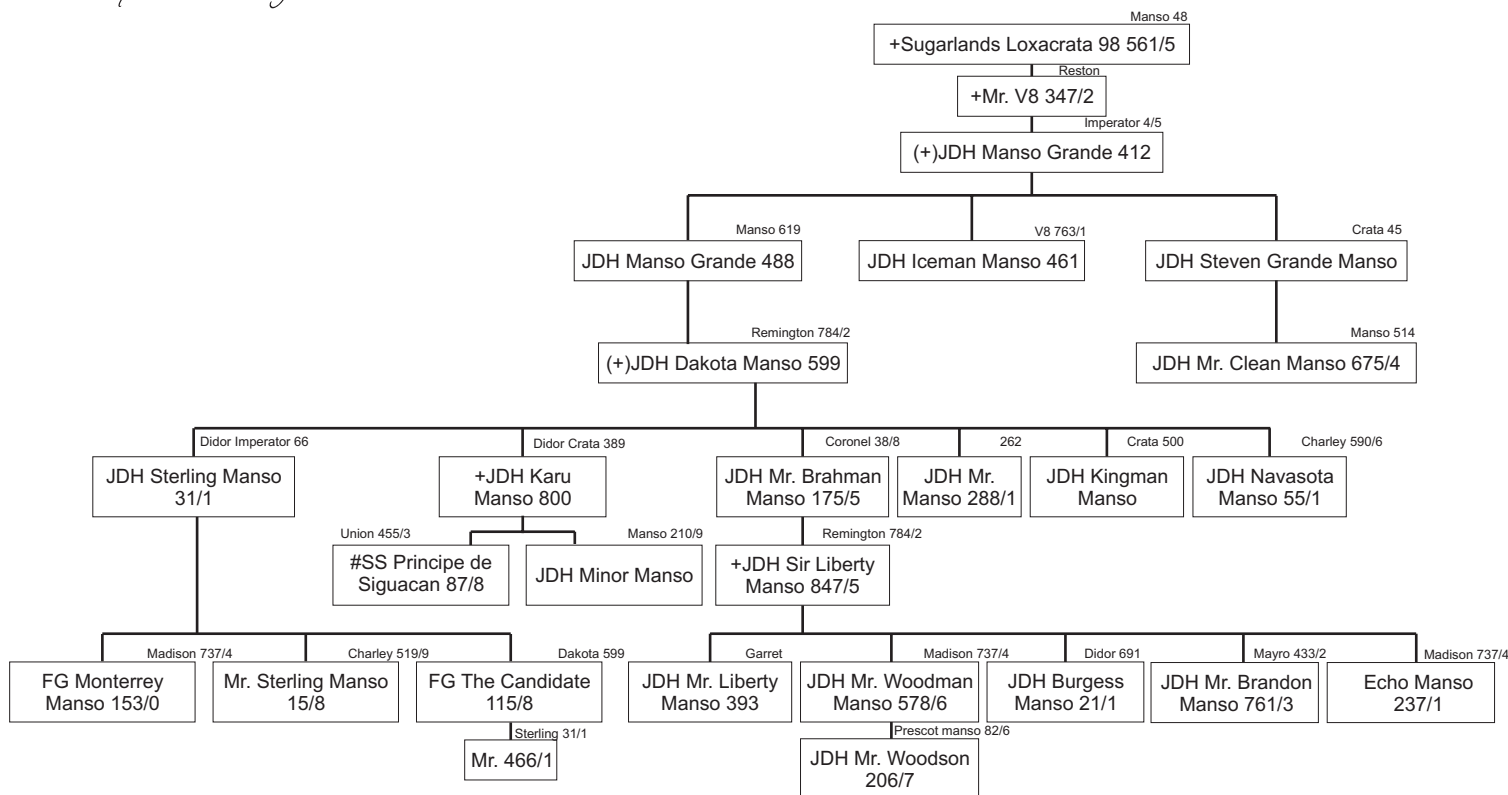 Manso 48
+Sugarlands Loxacrata 98 561/5
Reston
+Mr. V8 347/2
Imperator 4/5
(+)JDH Manso Grande 412
Manso 619
JDH Manso Grande 488
V8 763/1
JDH Iceman Manso 461
Crata 45
JDH Steven Grande Manso
Remington 784/2
(+)JDH Dakota Manso 599
Manso 514
JDH Mr. Clean Manso 675/4
Didor Imperator 66
JDH Sterling Manso
31/1
Didor Crata 389
+JDH Karu
Manso 800
Coronel 38/8
JDH Mr. Brahman
Manso 175/5
262
JDH Mr.
Manso 288/1
Crata 500
JDH Kingman
Manso
Charley 590/6
JDH Navasota
Manso 55/1
Union 455/3
#SS Principe de
Siguacan 87/8
Manso 210/9
JDH Minor Manso
Remington 784/2
+JDH Sir Liberty
Manso 847/5
Madison 737/4
FG Monterrey
Manso 153/0
Charley 519/9
Mr. Sterling Manso
15/8
Dakota 599
FG The Candidate
115/8
Garret
JDH Mr. Liberty
Manso 393
Madison 737/4
JDH Mr. Woodman
Manso 578/6
Didor 691
JDH Burgess
Manso 21/1
Mayro 433/2
JDH Mr. Brandon
Manso 761/3
Madison 737/4
Echo Manso
237/1
Sterling 31/1
Mr. 466/1
Prescot manso 82/6
JDH Mr. Woodson
206/7